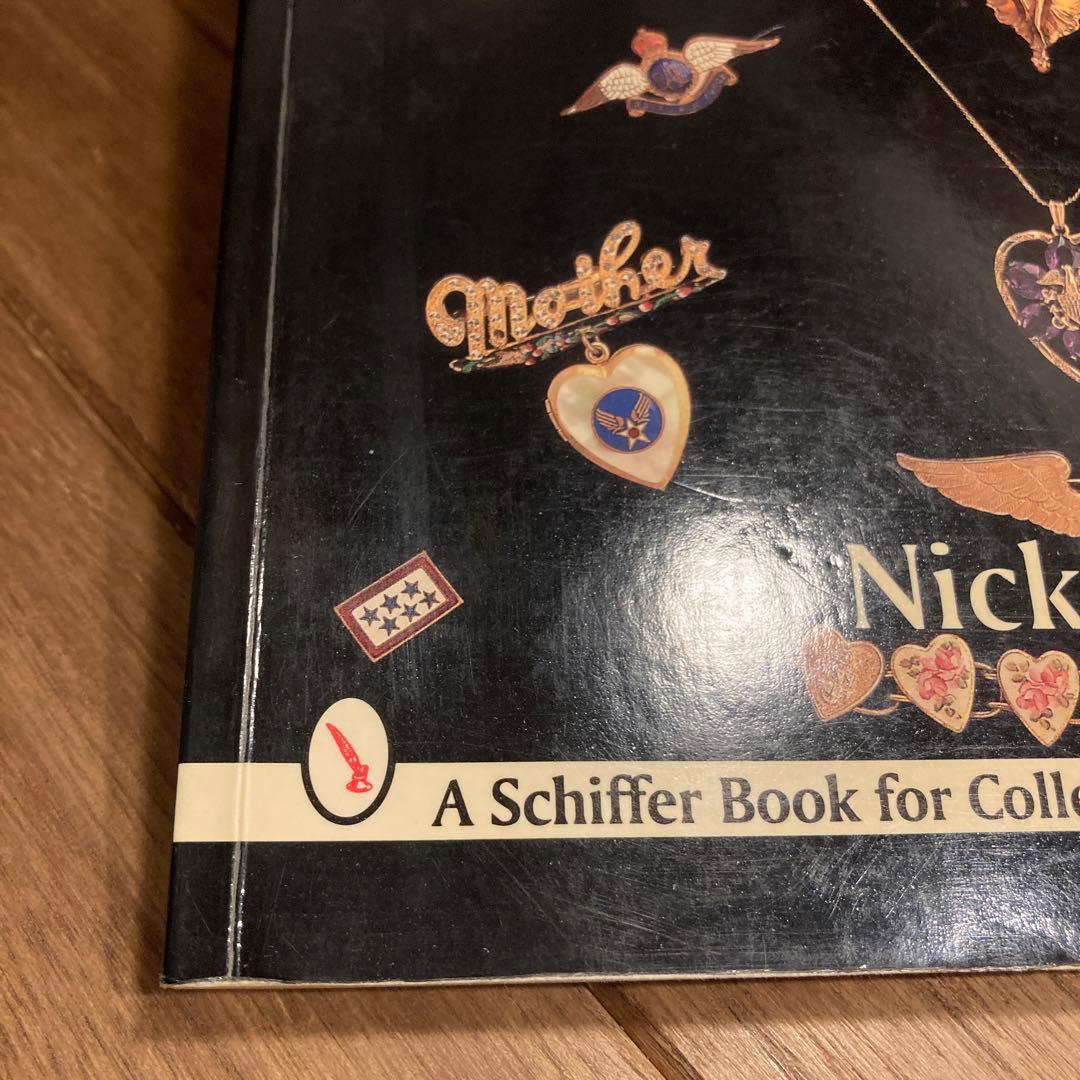 Mother
Nick
A Schiffer Book for Colle